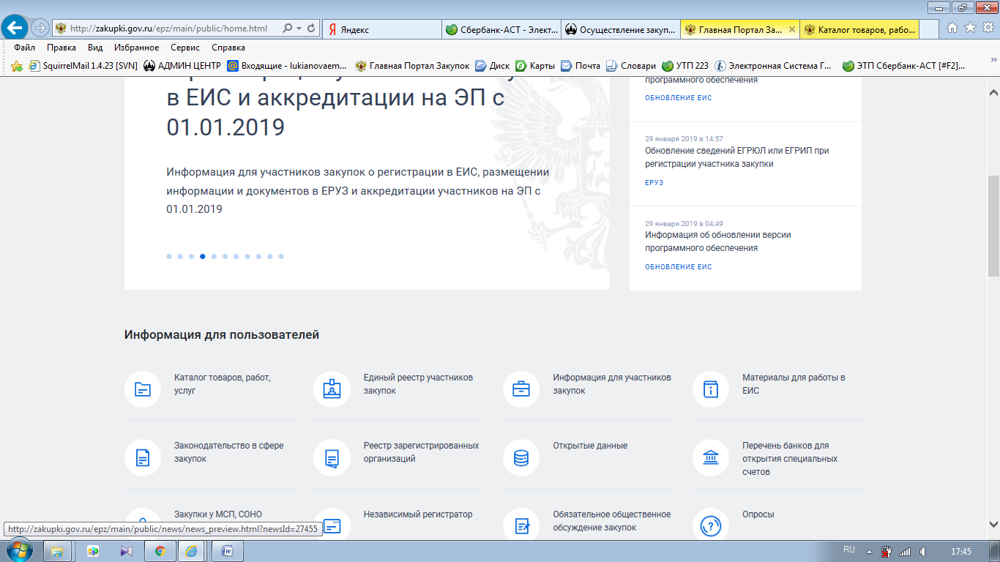 http://zakupki.gov.ru/epz/main/public/home.html
Яндекс
Сбербанк-АСТ - Элект...
Осуществление закуп...
Главная Портал За...
Каталог товаров, рабо...
Файл Правка Вид Избранное Сервис Справка
SquirrelMail 1.4.23 [SVN] АДМИН ЦЕНТР Входящие - lukianovaem... Главная Портал Закупок Диск Карты Почта Словари УТП 223 Электронная Система Г... ЭТП Сбербанк-АСТ [#F2]...
в ЕИС и аккредитации на ЭП с
01.01.2019
Информация для участников закупок о регистрации в ЕИС, размещении
информации и документов в ЕРУЗ и аккредитации участников на ЭП с
01.01.2019
программного обеспечения
ОБНОВЛЕНИЕ ЕИС
29 января 2019 в 14:57
Обновление сведений ЕГРЮЛ или ЕГРИП при
регистрации участника закупки
ЕРУЗ
29 января 2019 в 04:49
Информация об обновлении версии
программного обеспечения
ОБНОВЛЕНИЕ ЕИС
Информация для пользователей
Каталог товаров, работ,
услуг
Единый реестр участников
закупок
Информация для участников
закупок
Материалы для работы в
ЕИС
Законодательство в сфере
закупок
Реестр зарегистрированных
организаций
Открытые данные
Перечень банков для
открытия специальных
счетов
Закупки у МСП, СОНО
Независимый регистратор
Обязательное общественное
обсуждение закупок
Опросы
http://zakupki.gov.ru/epz/main/public/news/news_preview.html?newsId=27455
RU
17:45